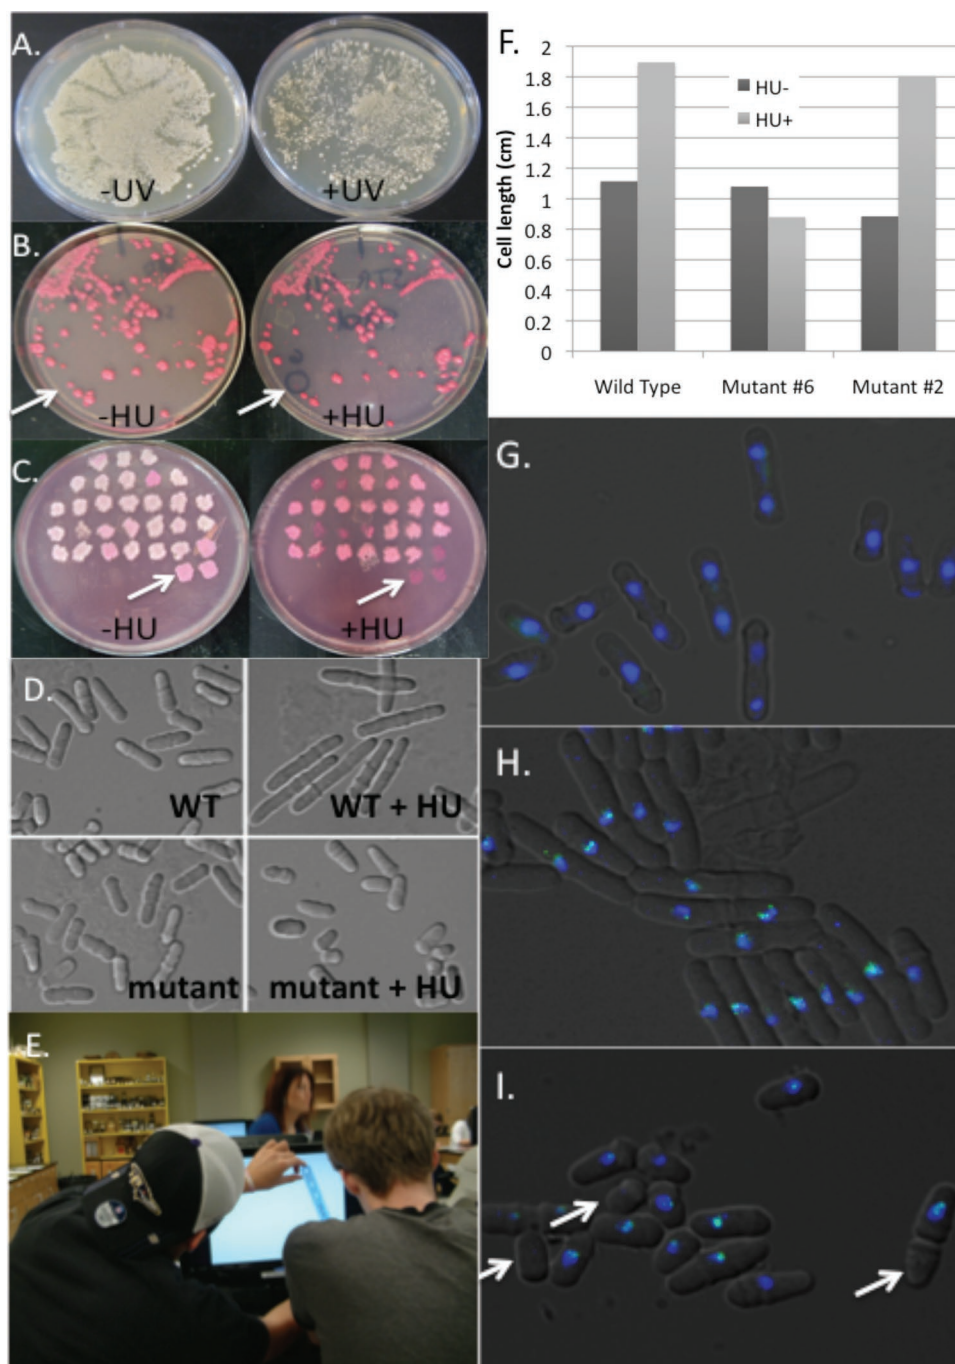 A.
-UV
+UV
B.
-HU
+HU
C.
-HU
+HU
D.
WT
WT + HU
mutant
mutant + HU
E.
F.
Cell length (cm)
2
1.8
1.6
1.4
1.2
1
0.8
0.6
0.4
0.2
0
HU-
HU+
Wild Type
Mutant #6
Mutant #2
G.
H.
I.